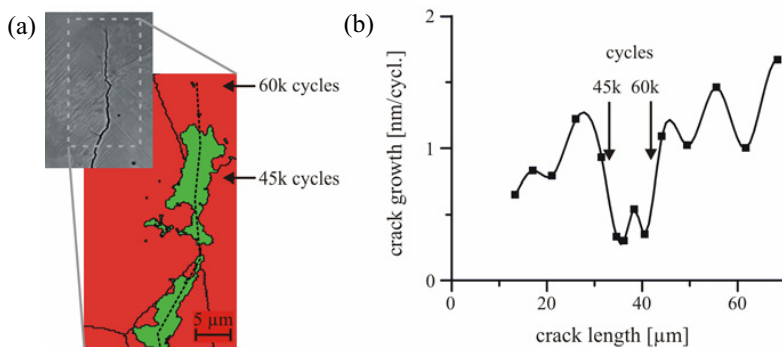 (a)
60k cycles
45k cycles
5 µm
(b)
2
1
0
crack growth [nm/cycl.]
cycles
45k 60k
0 20 40 60
crack length [µm]